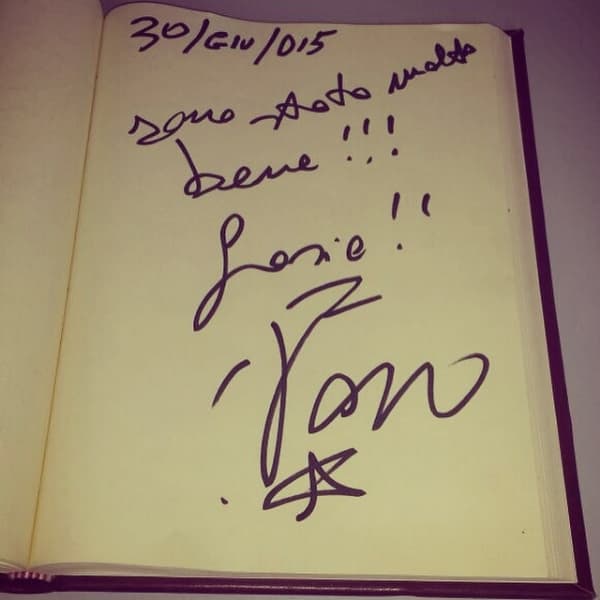 30/GIU/015
sono stato molto
bene!!!
Grazie!!